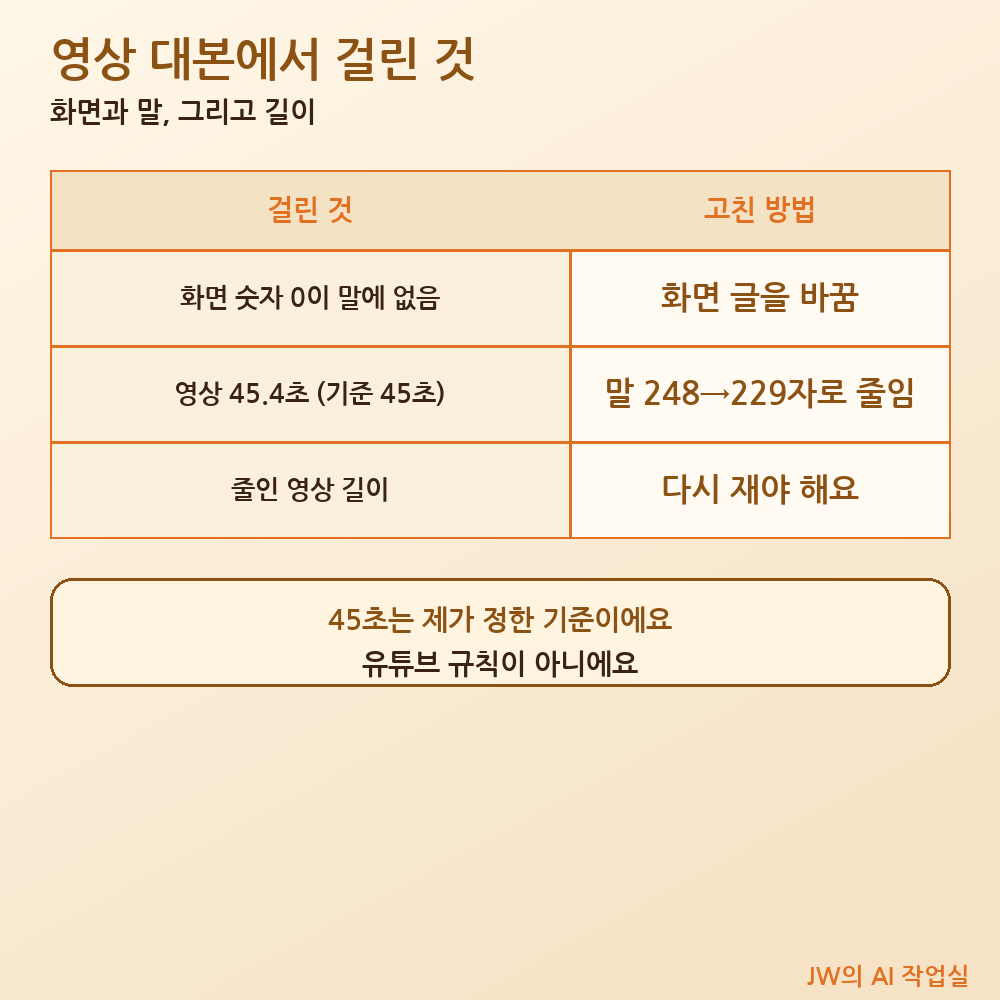 영상 대본에서 걸린 것
화면과 말, 그리고 길이
걸린 것
고친 방법
화면 숫자 0이 말에 없음
화면 글을 바꿈
영상 45.4초 (기준 45초)
말 248→229자로 줄임
줄인 영상 길이
다시 재야 해요
45초는 제가 정한 기준이에요
유튜브 규칙이 아니에요
JW의 AI 작업실